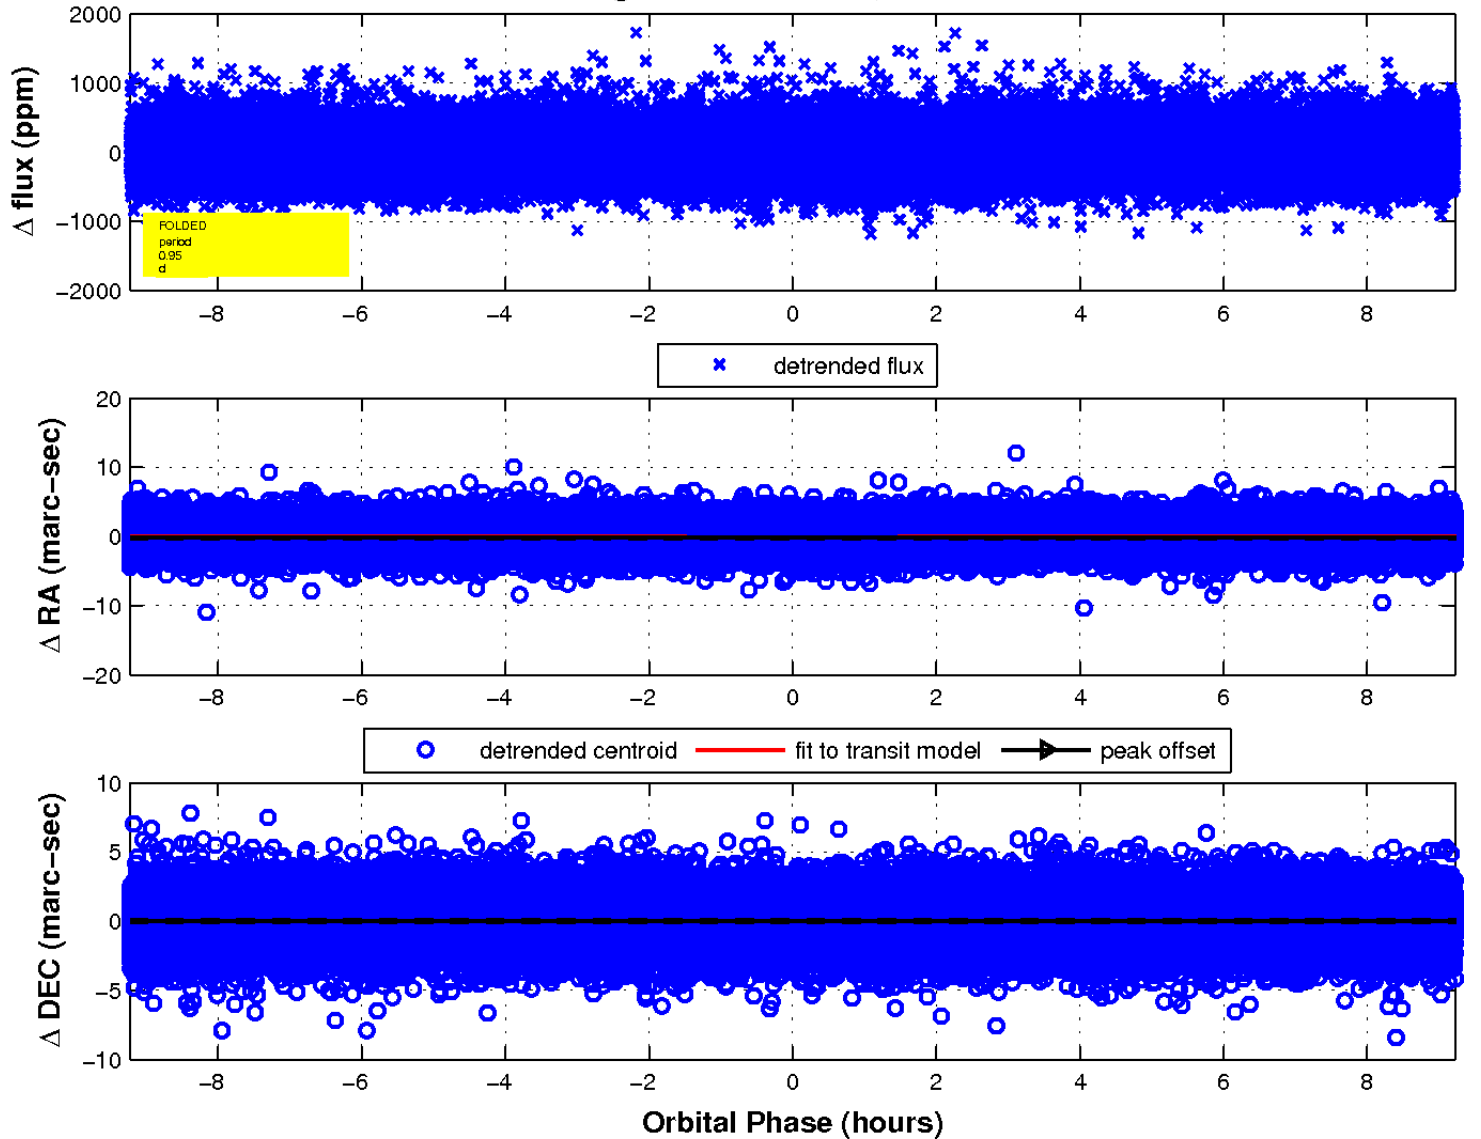 2000
1000
0
−1000
−2000
Δ flux (ppm)
FOLDED
period
0.95
d
−8 −6 −4 −2 0 2 4 6 8
detrended flux
20
10
0
−10
−20
Δ RA (marc−sec)
−8 −6 −4 −2 0 2 4 6 8
detrended centroid fit to transit model peak offset
10
5
0
−5
−10
Δ DEC (marc−sec)
−8 −6 −4 −2 0 2 4 6 8
Orbital Phase (hours)